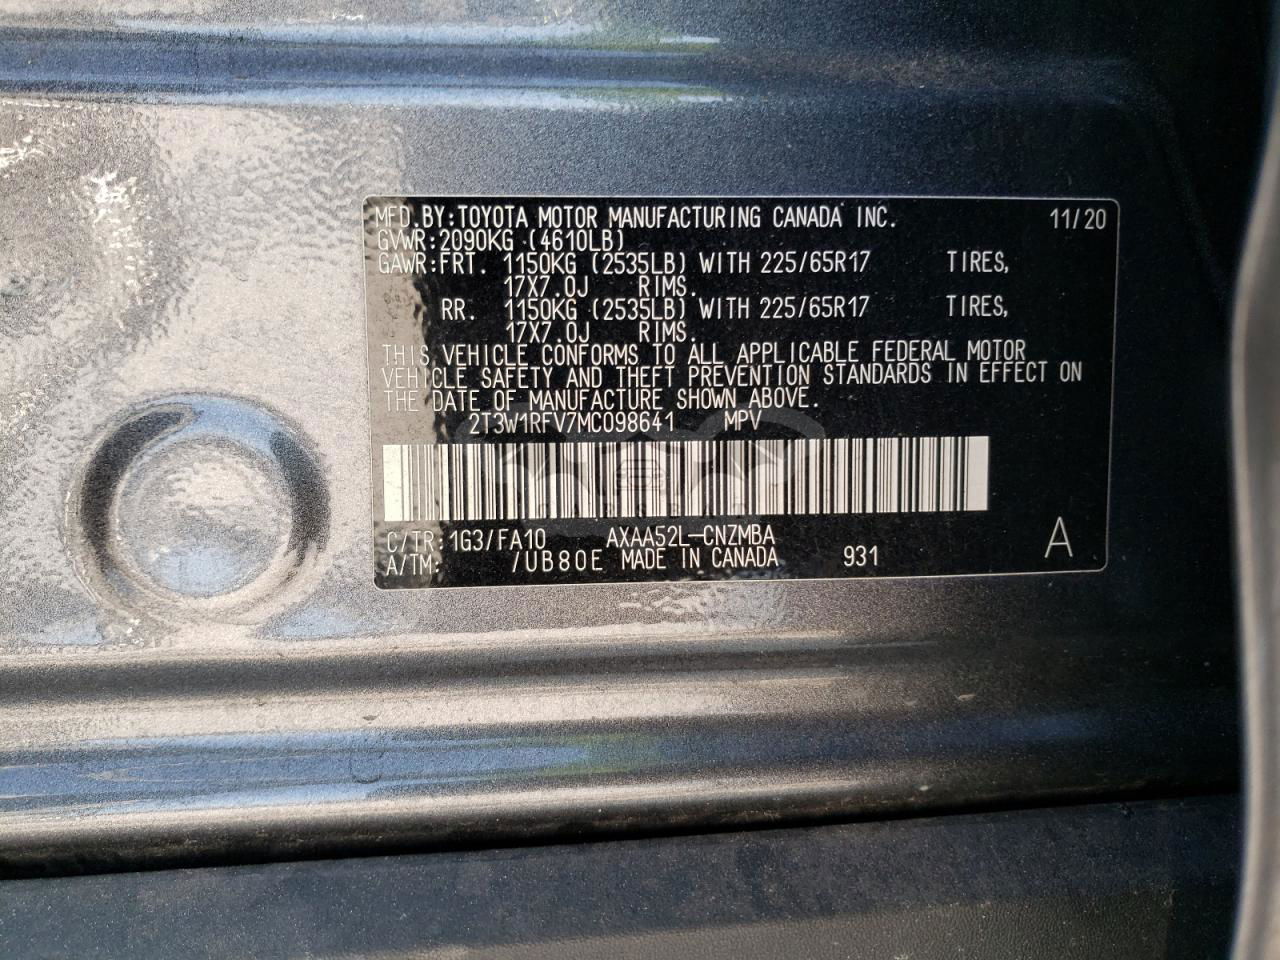 MFD.BY:TOYOTA MOTOR MANUFACTURING CANADA INC. 11/20
GVWR:2090KG (4610LB)
GAWR:FRT. 1150KG (2535LB) WITH 225/65R17 TIRES,
17X7.0J RIMS.
RR. 1150KG (2535LB) WITH 225/65R17 TIRES,
17X7.0J RIMS.
THIS VEHICLE CONFORMS TO ALL APPLICABLE FEDERAL MOTOR
VEHICLE SAFETY AND THEFT PREVENTION STANDARDS IN EFFECT ON
THE DATE OF MANUFACTURE SHOWN ABOVE.
2T3W1RFV7MC098641 MPV
C/TR:1G3/FA10 AXAA52L-CNZMBA
A/TM: /UB80E MADE IN CANADA 931 A